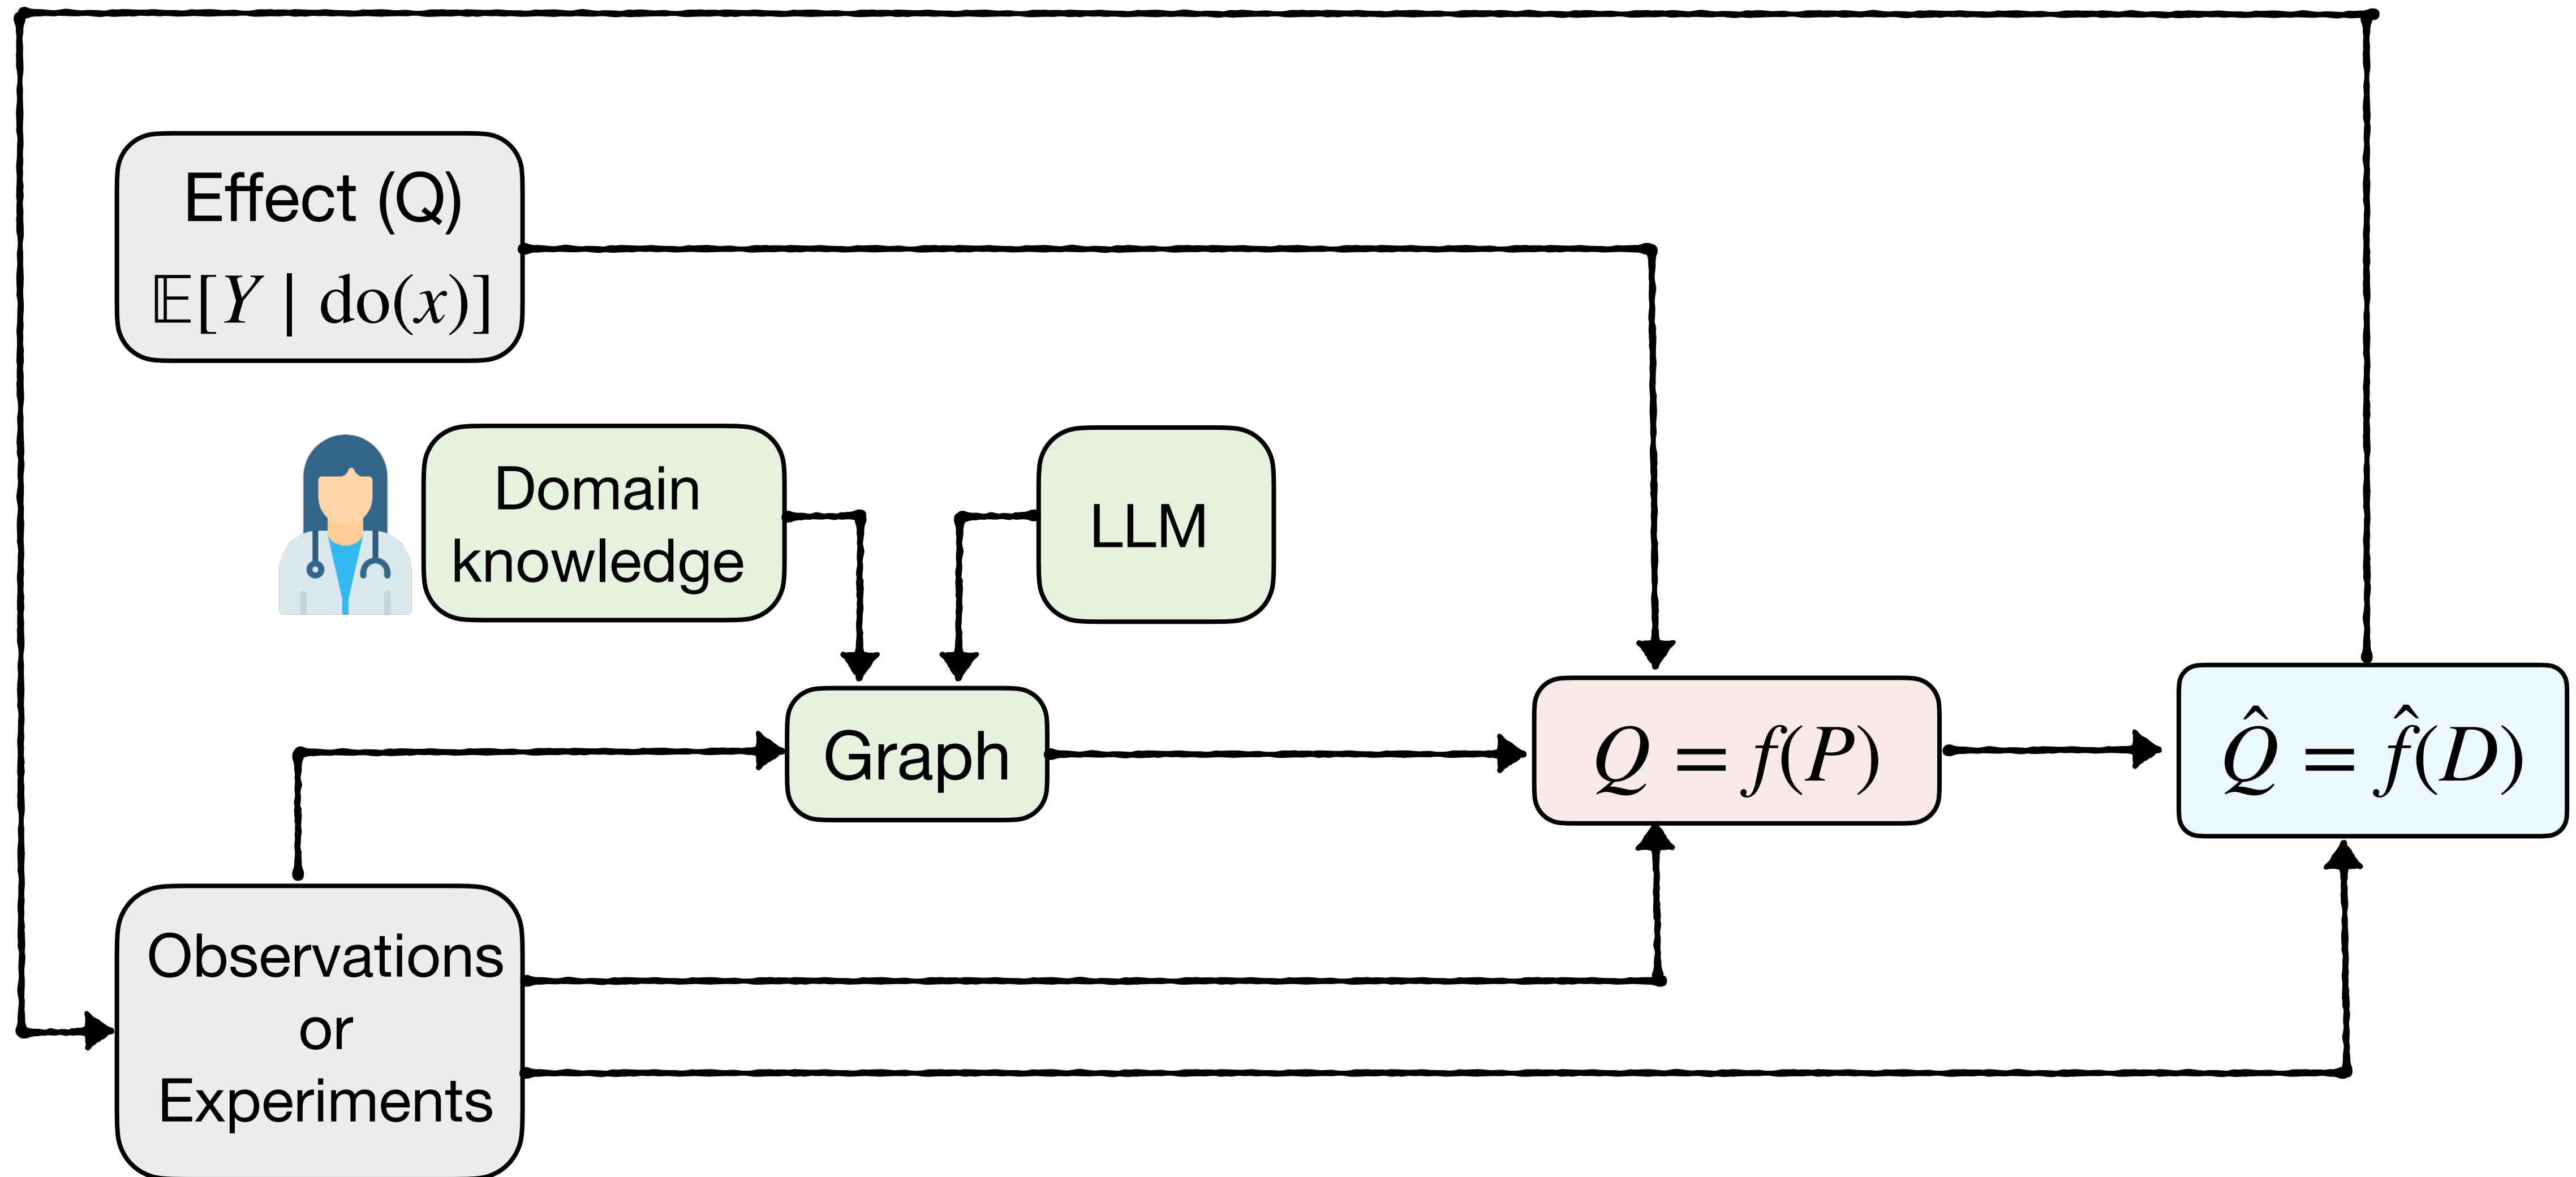 Effect (Q)
𝔼[Y | do(x)]
Domain
knowledge
LLM
Graph
Q = f(P)
Q̂ = f̂(D)
Observations
or
Experiments